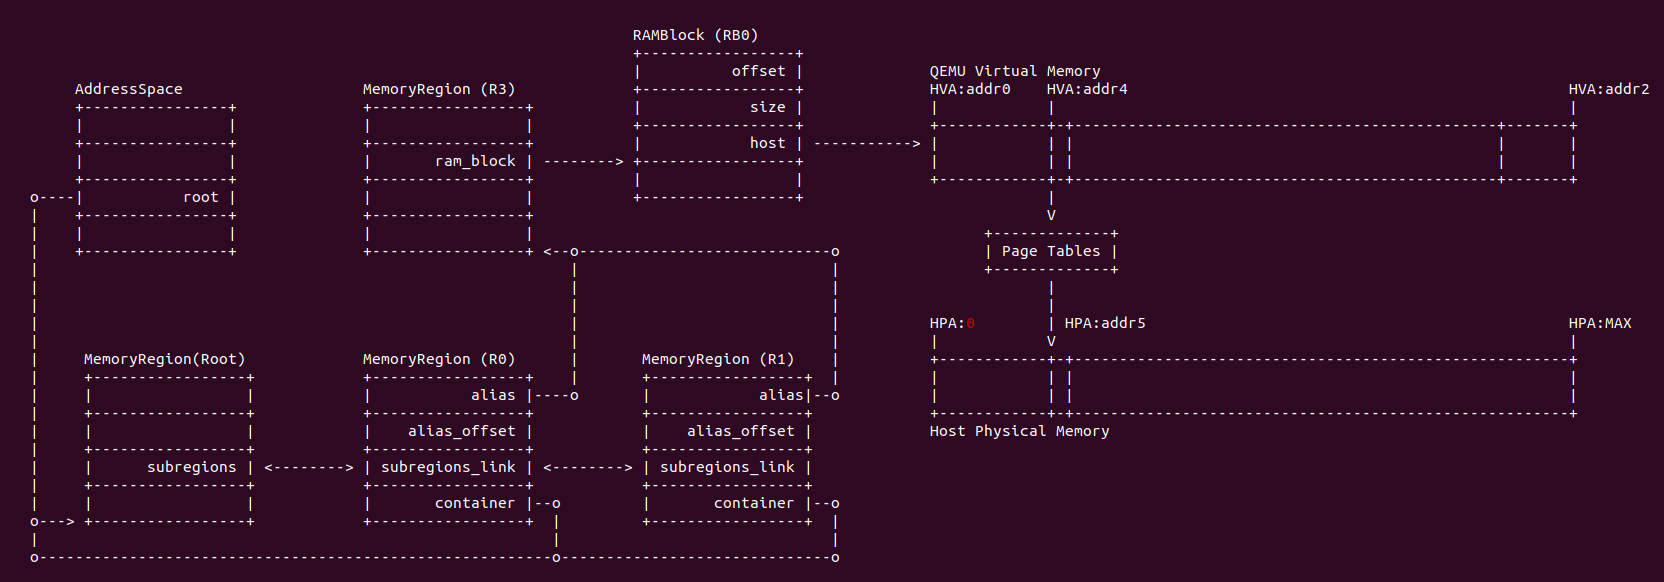 RAMBlock (RB0)
offset
size
host
QEMU Virtual Memory
HVA:addr0 HVA:addr4 HVA:addr2
AddressSpace
root
MemoryRegion (R3)
ram_block
Page Tables
HPA:0 HPA:addr5 HPA:MAX
Host Physical Memory
MemoryRegion(Root)
subregions
MemoryRegion (R0)
alias
alias_offset
subregions_link
container
MemoryRegion (R1)
alias
alias_offset
subregions_link
container